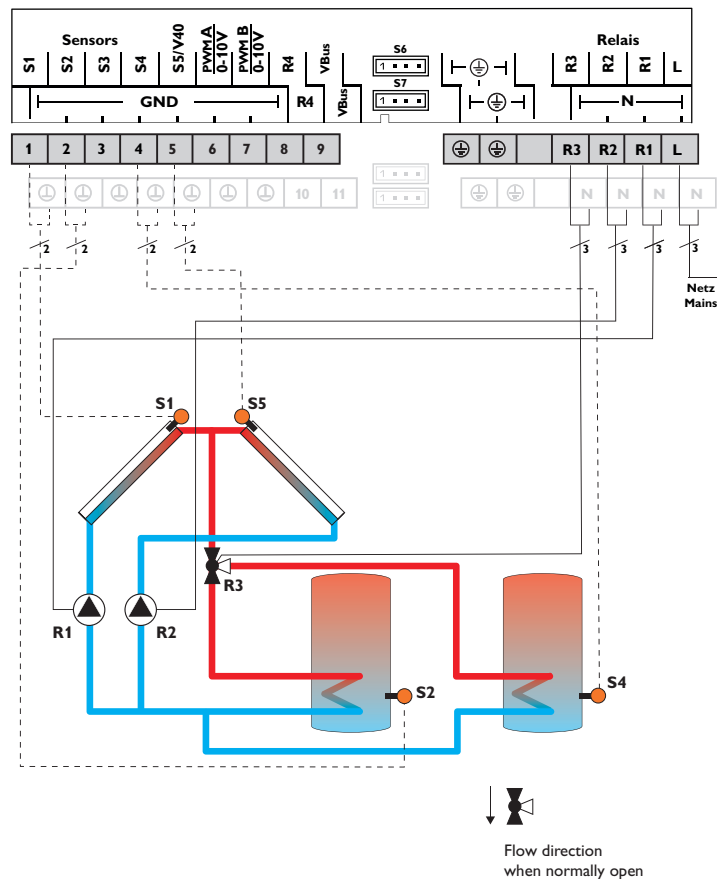 Sensors
Relais
S1 S2 S3 S4 S5/V40 PWM A 0-10V PWM B 0-10V R4 VBus
S6
1
S7
1
R3 R2 R1 L
GND
R4
VBus
N
1 2 3 4 5 6 7 8 9
R3 R2 R1 L
10 11
1
1
N N N N
2 2 2 2
3 3 3 3
Netz
Mains
S1
S5
R3
R1
R2
S2
S4
Flow direction
when normally open